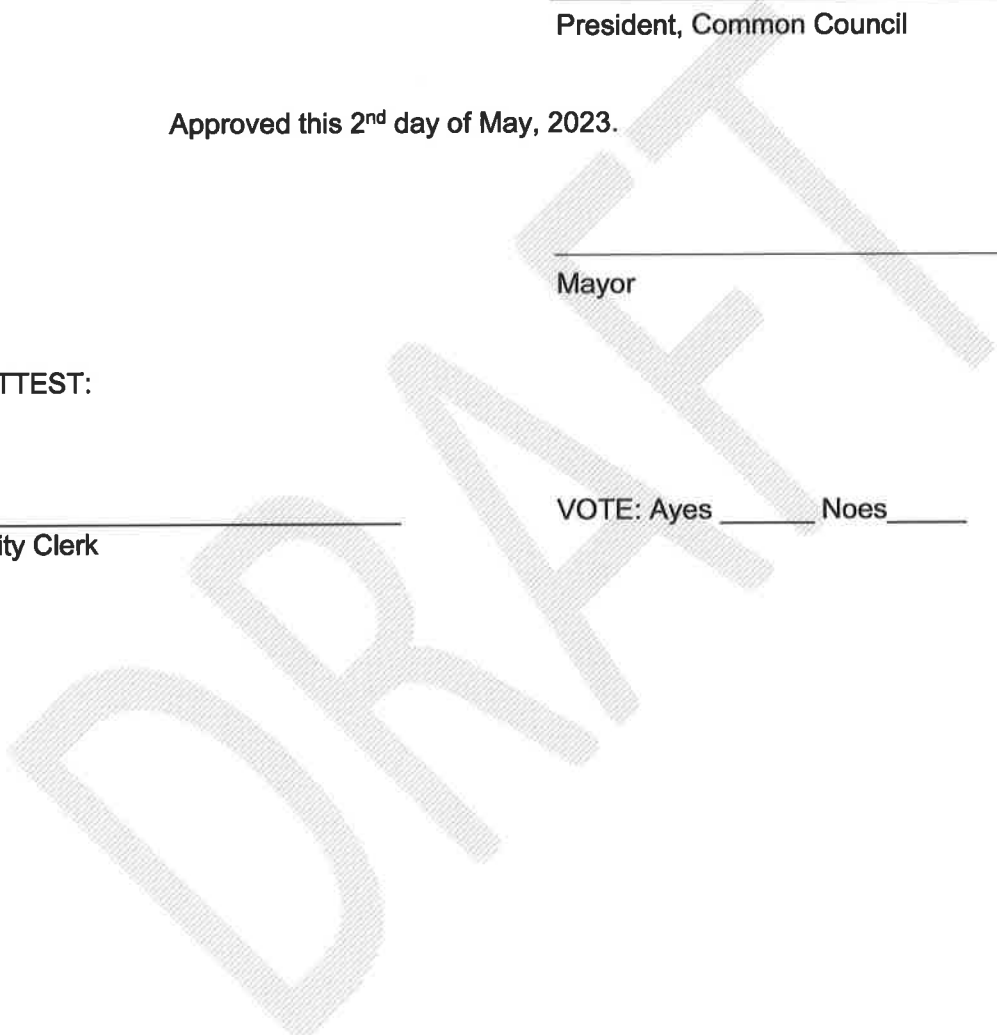 President, Common Council
Approved this 2nd day of May, 2023.
Mayor
TTEST:
VOTE: Ayes ______ Noes_____
ity Clerk
DRAFT